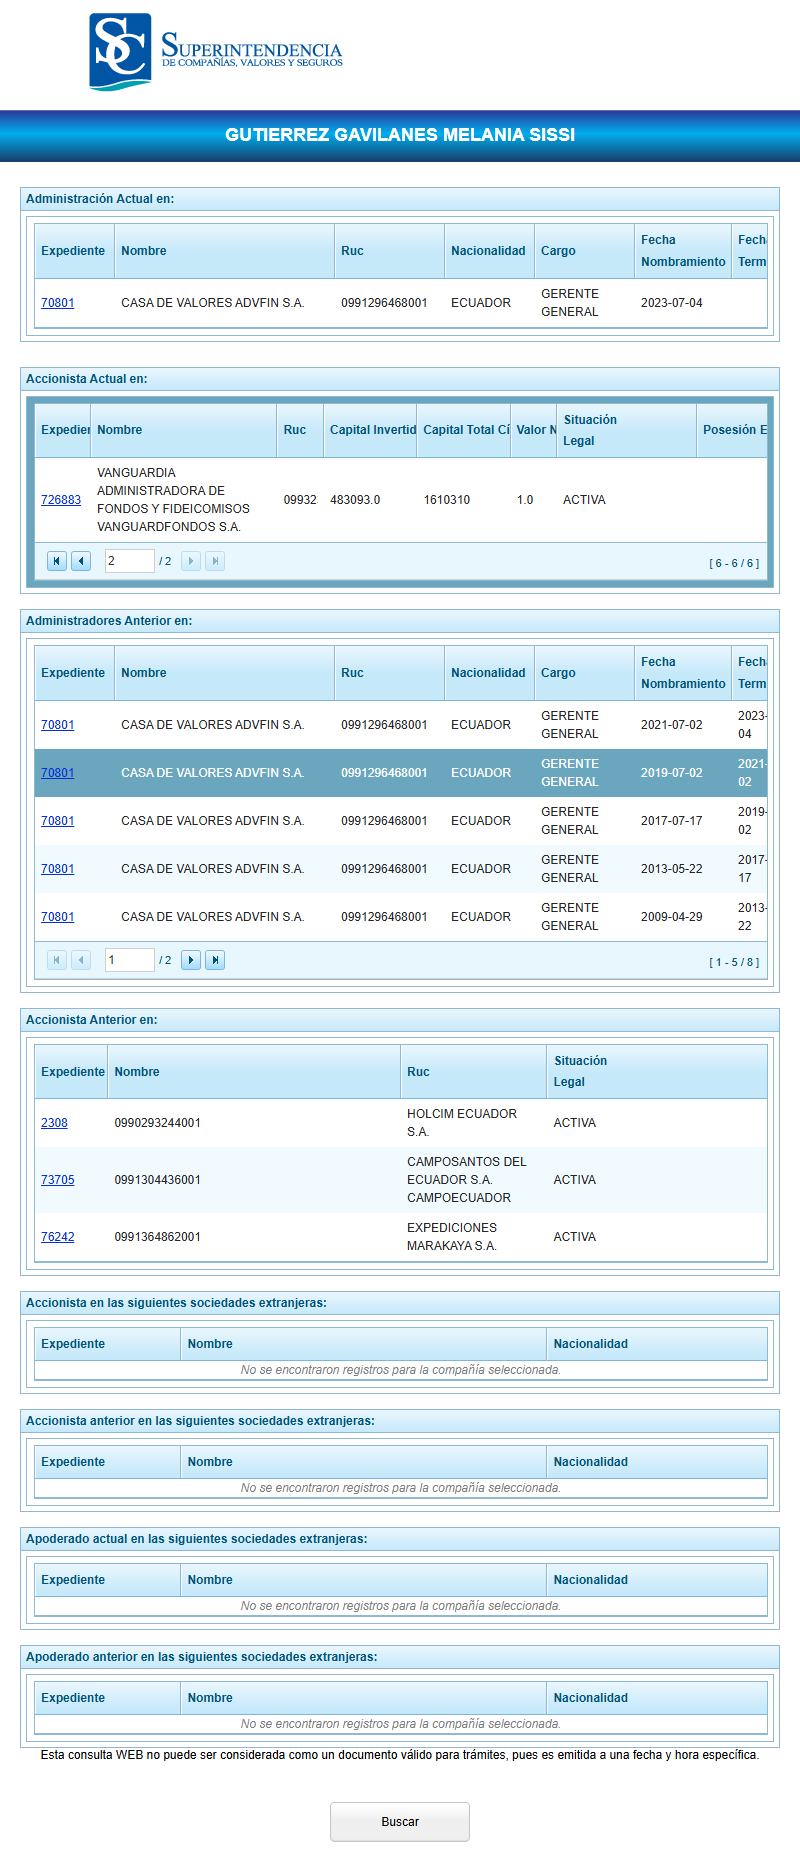 SC SUPERINTENDENCIA
DE COMPAÑÍAS, VALORES Y SEGUROS
GUTIERREZ GAVILANES MELANIA SISSI
Administración Actual en:
Expediente Nombre Ruc Nacionalidad Cargo Fecha Nombramiento Fech Term
70801 CASA DE VALORES ADVFIN S.A. 0991296468001 ECUADOR GERENTE GENERAL 2023-07-04
Accionista Actual en:
Expedien Nombre Ruc Capital Invertid Capital Total Cí Valor N Situación Legal Posesión E
726883 VANGUARDIA ADMINISTRADORA DE FONDOS Y FIDEICOMISOS VANGUARDFONDOS S.A. 09932 483093.0 1610310 1.0 ACTIVA
2 / 2 [ 6 - 6 / 6 ]
Administradores Anterior en:
Expediente Nombre Ruc Nacionalidad Cargo Fecha Nombramiento Fech Term
70801 CASA DE VALORES ADVFIN S.A. 0991296468001 ECUADOR GERENTE GENERAL 2021-07-02 2023- 04
70801 CASA DE VALORES ADVFIN S.A. 0991296468001 ECUADOR GERENTE GENERAL 2019-07-02 2021- 02
70801 CASA DE VALORES ADVFIN S.A. 0991296468001 ECUADOR GERENTE GENERAL 2017-07-17 2019- 02
70801 CASA DE VALORES ADVFIN S.A. 0991296468001 ECUADOR GERENTE GENERAL 2013-05-22 2017- 17
70801 CASA DE VALORES ADVFIN S.A. 0991296468001 ECUADOR GERENTE GENERAL 2009-04-29 2013- 22
1 / 2 [ 1 - 5 / 8 ]
Accionista Anterior en:
Expediente Nombre Ruc Situación Legal
2308 0990293244001 HOLCIM ECUADOR S.A. ACTIVA
73705 0991304436001 CAMPOSANTOS DEL ECUADOR S.A. CAMPOECUADOR ACTIVA
76242 0991364862001 EXPEDICIONES MARAKAYA S.A. ACTIVA
Accionista en las siguientes sociedades extranjeras:
Expediente Nombre Nacionalidad
No se encontraron registros para la compañía seleccionada.
Accionista anterior en las siguientes sociedades extranjeras:
Expediente Nombre Nacionalidad
No se encontraron registros para la compañía seleccionada.
Apoderado actual en las siguientes sociedades extranjeras:
Expediente Nombre Nacionalidad
No se encontraron registros para la compañía seleccionada.
Apoderado anterior en las siguientes sociedades extranjeras:
Expediente Nombre Nacionalidad
No se encontraron registros para la compañía seleccionada.
Esta consulta WEB no puede ser considerada como un documento válido para trámites, pues es emitida a una fecha y hora específica.
Buscar